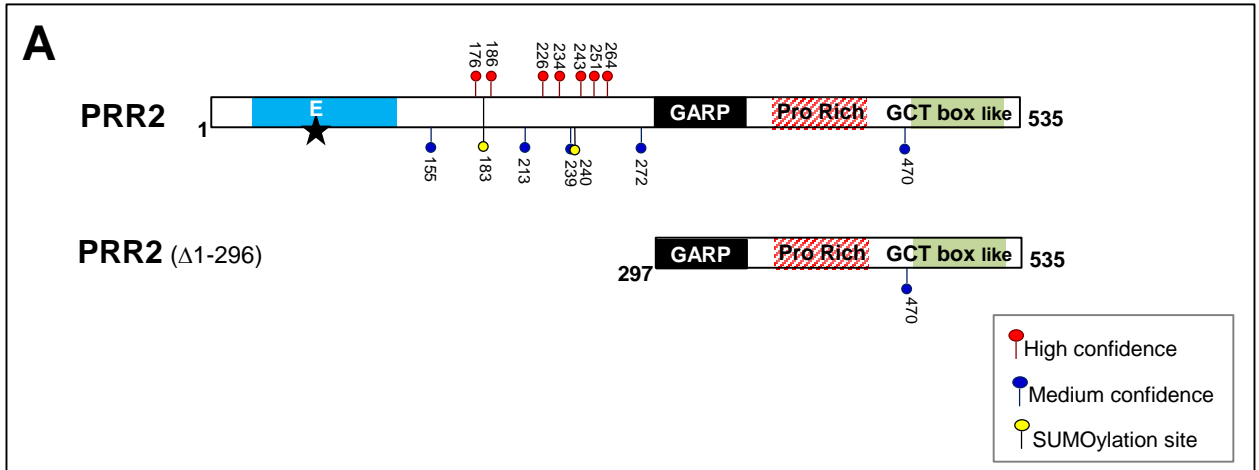 A
176 186 226 234 243 251 264
PRR2 1 E GARP Pro Rich GCT box like 535
155 183 213 239 240 272 470
PRR2 (Δ1-296) 297 GARP Pro Rich GCT box like 535
470
High confidence
Medium confidence
SUMOylation site